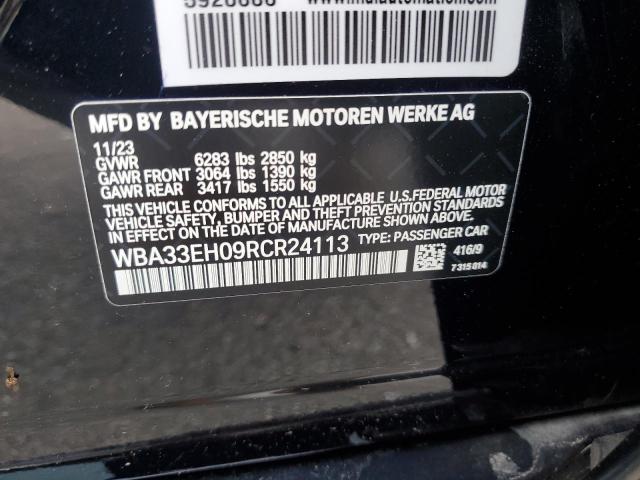 MFD BY BAYERISCHE MOTOREN WERKE AG
11/23
GVWR 6283 lbs 2850 kg
GAWR FRONT 3064 lbs 1390 kg
GAWR REAR 3417 lbs 1550 kg
THIS VEHICLE CONFORMS TO ALL APPLICABLE U.S.FEDERAL MOTOR
VEHICLE SAFETY, BUMPER, AND THEFT PREVENTION STANDARDS
IN EFFECT ON THE DATE OF MANUFACTURE SHOWN ABOVE.
WBA33EH09RCR24113 TYPE: PASSENGER CAR
416/9
7315814